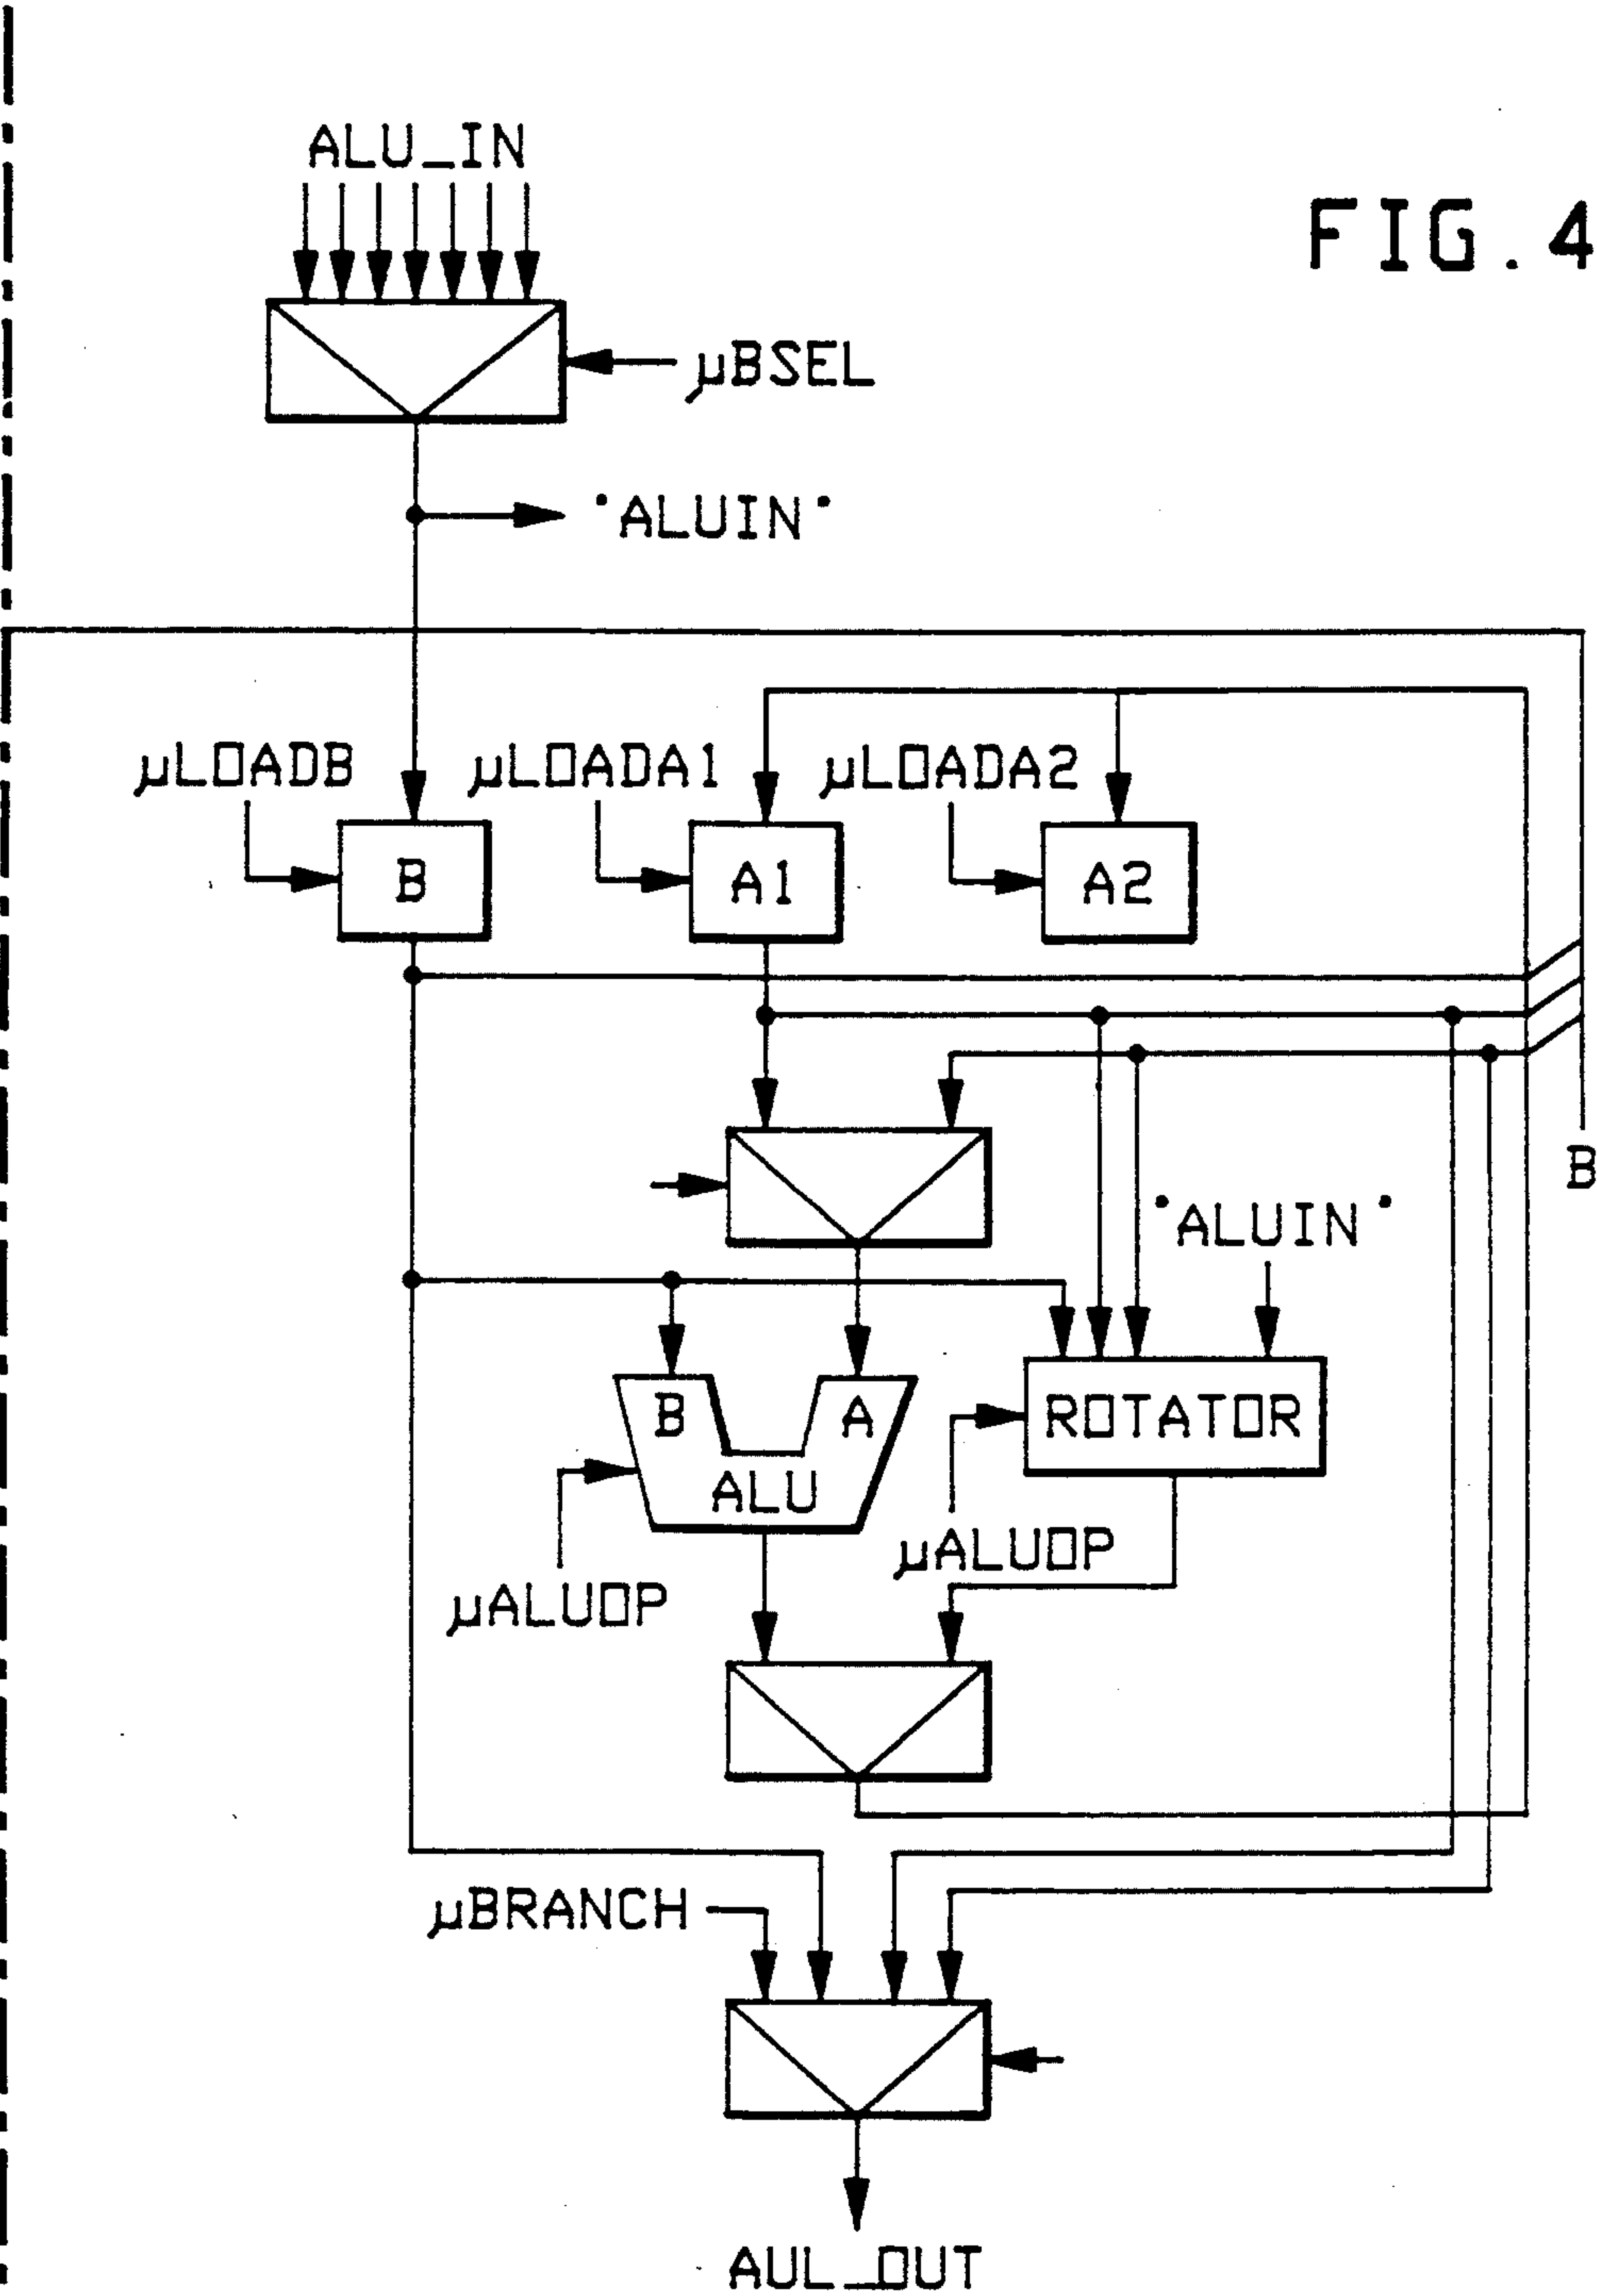 ALU_IN
FIG. 4
µBSEL
"ALUIN"
µLOADB
µLOADA1
µLOADA2
B
A1
A2
B
"ALUIN"
B
A
ROTATOR
ALU
µALUOP
µALUOP
µBRANCH
AUL_OUT